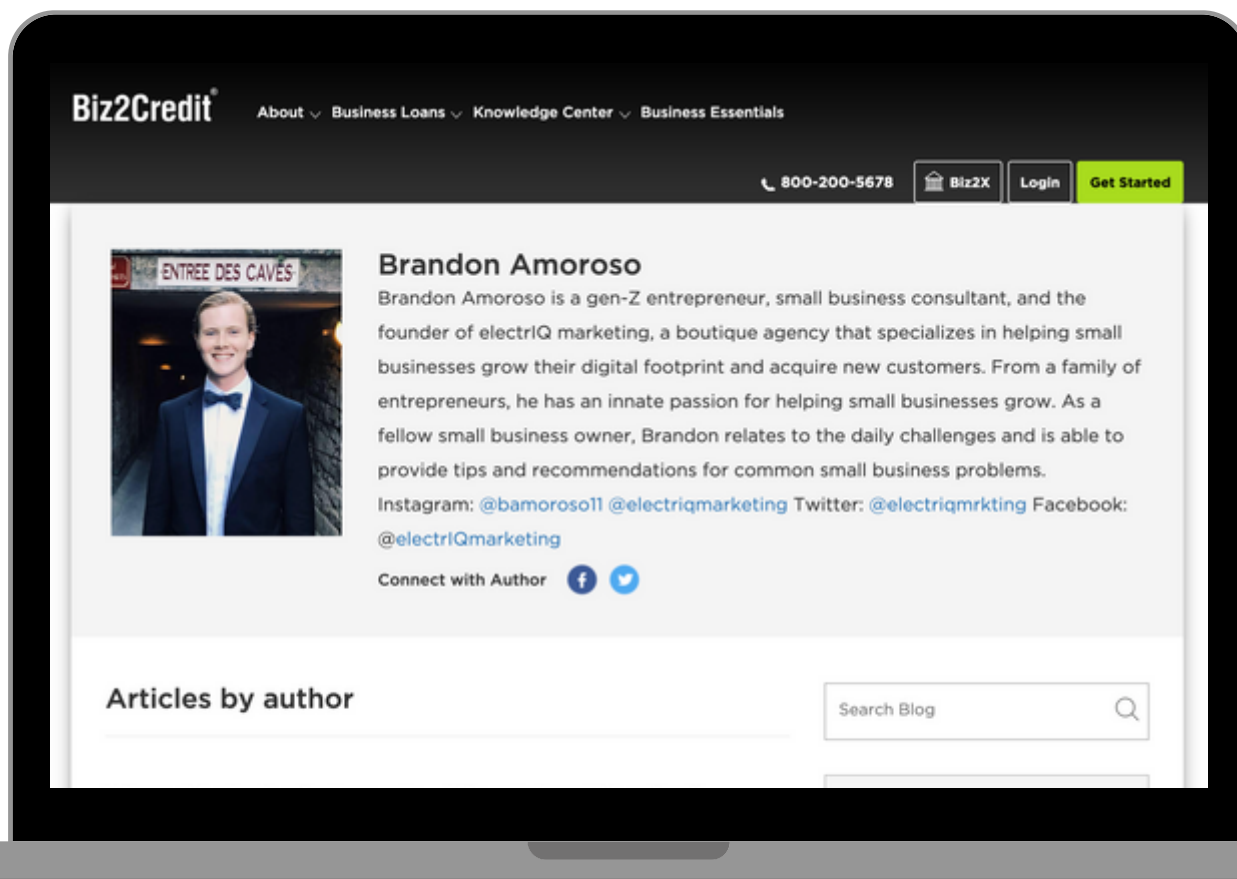 Biz2Credit®
About Business Loans Knowledge Center Business Essentials
800-200-5678 Biz2X Login Get Started
ENTREE DES CAVES
Brandon Amoroso
Brandon Amoroso is a gen-Z entrepreneur, small business consultant, and the
founder of electrIQ marketing, a boutique agency that specializes in helping small
businesses grow their digital footprint and acquire new customers. From a family of
entrepreneurs, he has an innate passion for helping small businesses grow. As a
fellow small business owner, Brandon relates to the daily challenges and is able to
provide tips and recommendations for common small business problems.
Instagram: @bamoroso11 @electriqmarketing Twitter: @electriqmrkting Facebook:
@electrIQmarketing
Connect with Author
Articles by author
Search Blog